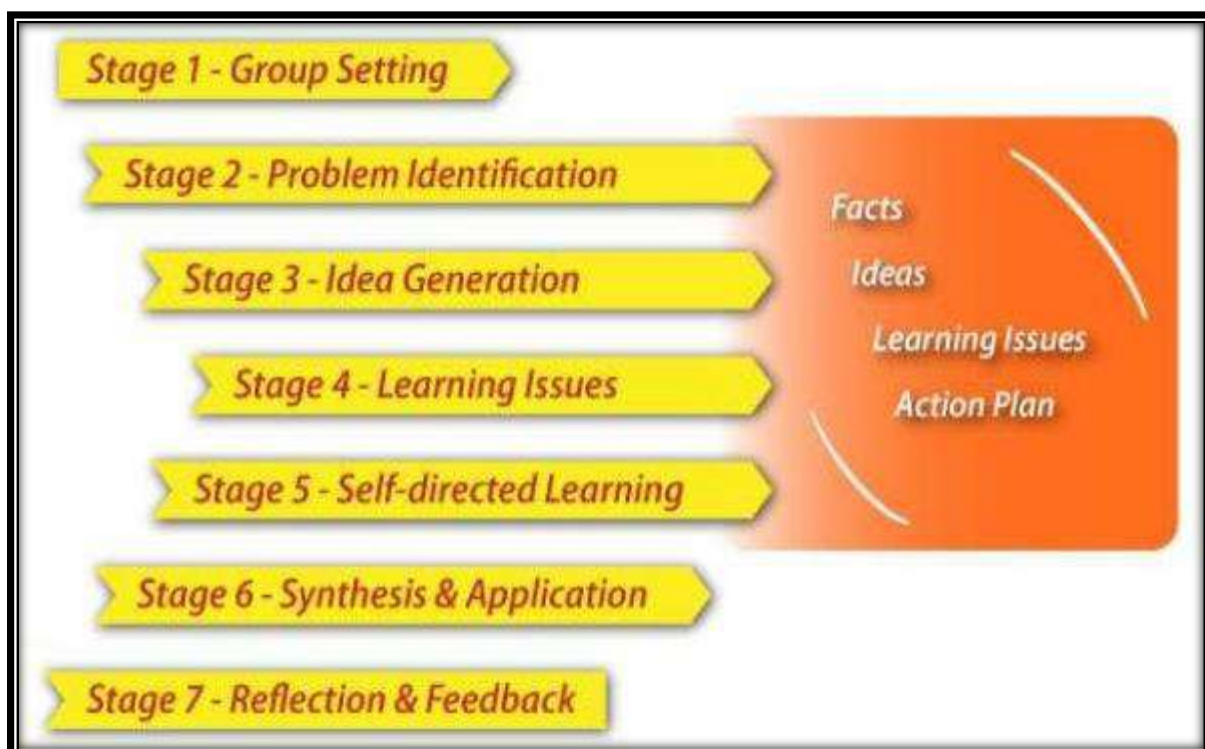 Stage 1 - Group Setting
Stage 2 - Problem Identification
Stage 3 - Idea Generation
Stage 4 - Learning Issues
Stage 5 - Self-directed Learning
Stage 6 - Synthesis & Application
Stage 7 - Reflection & Feedback
Facts
Ideas
Learning Issues
Action Plan